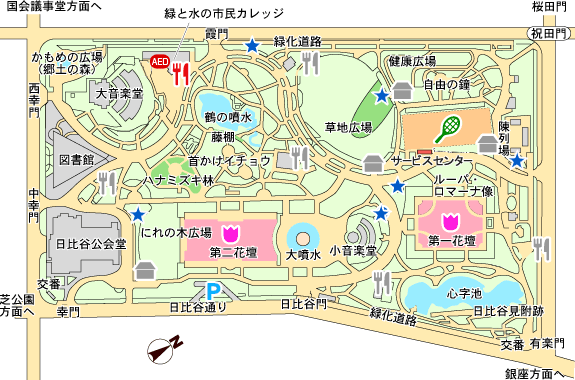 国会議事堂方面へ
緑と水の市民カレッジ
桜田門
霞門
緑化道路
祝田門
かもめの広場
(郷土の森)
AED
健康広場
自由の鐘
西幸門
大音楽堂
鶴の噴水
草地広場
陳列場
藤棚
図書館
首かけイチョウ
サービスセンター
ハナミズキ林
ルーパ・
ロマーナ像
中幸門
にれの木広場
日比谷公会堂
第二花壇
大噴水
小音楽堂
第一花壇
交番
P
心字池
芝公園
方面へ
幸門
日比谷通り
日比谷門
緑化道路
日比谷見附跡
交番
有楽門
銀座方面へ
N